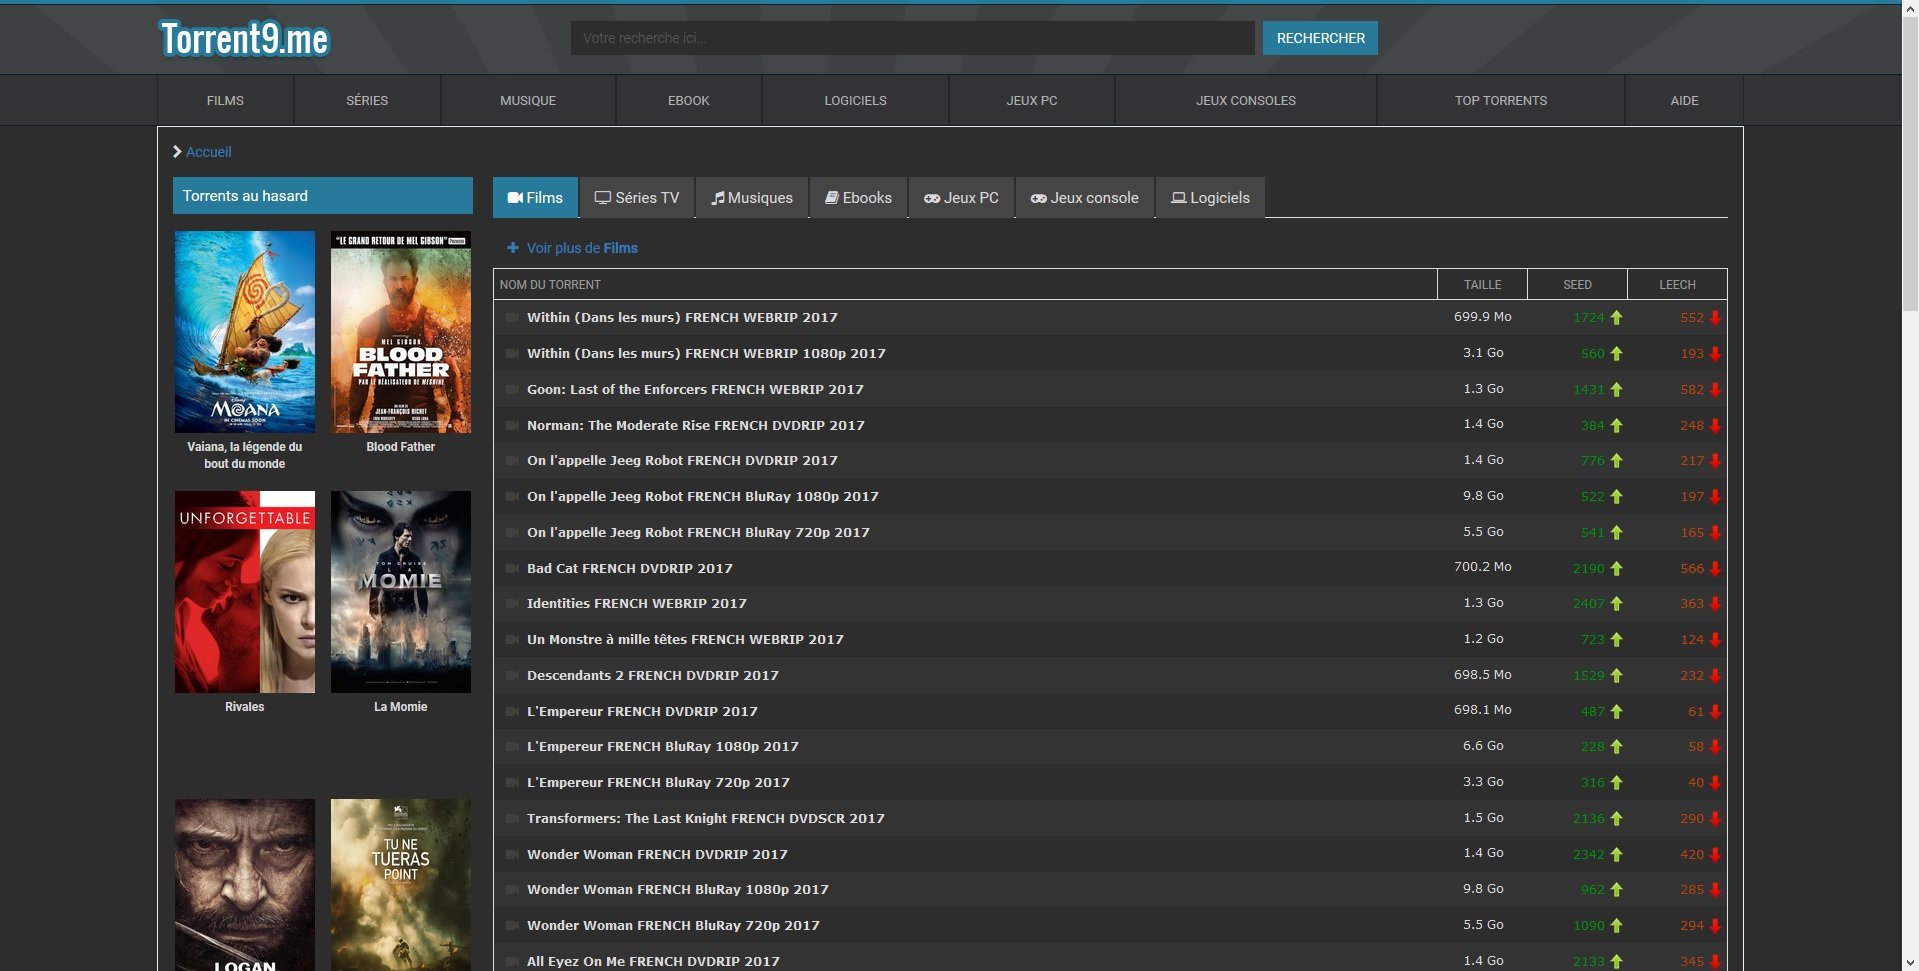 Torrent9.me
Votre recherche ici...
RECHERCHER
FILMS
SÉRIES
MUSIQUE
EBOOK
LOGICIELS
JEUX PC
JEUX CONSOLES
TOP TORRENTS
AIDE
Accueil
Torrents au hasard
"LE GRAND RETOUR DE MEL GIBSON"
MEL GIBSON
BLOOD
FATHER
PAR LE RÉALISATEUR DE MESRINE
JEAN-FRANÇOIS RICHET
Disney
MOANA
IN CINEMAS SOON
Vaiana, la légende du
bout du monde
Blood Father
UNFORGETTABLE
TOM CRUISE
LA
MOMIE
Rivales
La Momie
LOGAN
TU NE
TUERAS
POINT
Films
Séries TV
Musiques
Ebooks
Jeux PC
Jeux console
Logiciels
Voir plus de Films
NOM DU TORRENT TAILLE SEED LEECH
Within (Dans les murs) FRENCH WEBRIP 2017 699.9 Mo 1724 552
Within (Dans les murs) FRENCH WEBRIP 1080p 2017 3.1 Go 560 193
Goon: Last of the Enforcers FRENCH WEBRIP 2017 1.3 Go 1431 582
Norman: The Moderate Rise FRENCH DVDRIP 2017 1.4 Go 384 248
On l'appelle Jeeg Robot FRENCH DVDRIP 2017 1.4 Go 776 217
On l'appelle Jeeg Robot FRENCH BluRay 1080p 2017 9.8 Go 522 197
On l'appelle Jeeg Robot FRENCH BluRay 720p 2017 5.5 Go 541 165
Bad Cat FRENCH DVDRIP 2017 700.2 Mo 2190 566
Identities FRENCH WEBRIP 2017 1.3 Go 2407 363
Un Monstre à mille têtes FRENCH WEBRIP 2017 1.2 Go 723 124
Descendants 2 FRENCH DVDRIP 2017 698.5 Mo 1529 232
L'Empereur FRENCH DVDRIP 2017 698.1 Mo 487 61
L'Empereur FRENCH BluRay 1080p 2017 6.6 Go 228 58
L'Empereur FRENCH BluRay 720p 2017 3.3 Go 316 40
Transformers: The Last Knight FRENCH DVDSCR 2017 1.5 Go 2136 290
Wonder Woman FRENCH DVDRIP 2017 1.4 Go 2342 420
Wonder Woman FRENCH BluRay 1080p 2017 9.8 Go 962 285
Wonder Woman FRENCH BluRay 720p 2017 5.5 Go 1090 294
All Eyez On Me FRENCH DVDRIP 2017 1.4 Go 2133 345